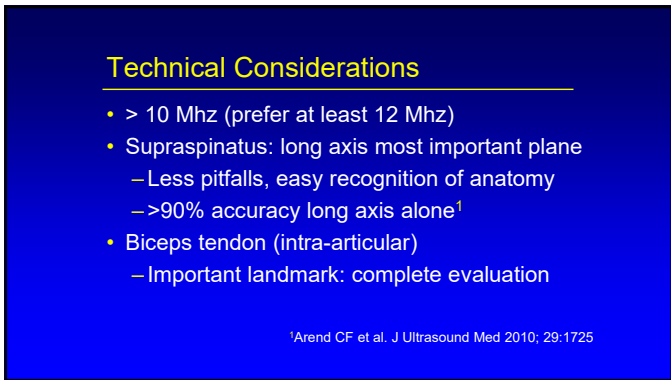 Technical Considerations
• > 10 Mhz (prefer at least 12 Mhz)
• Supraspinatus: long axis most important plane
–Less pitfalls, easy recognition of anatomy
–>90% accuracy long axis alone¹
• Biceps tendon (intra-articular)
–Important landmark: complete evaluation
¹Arend CF et al. J Ultrasound Med 2010; 29:1725